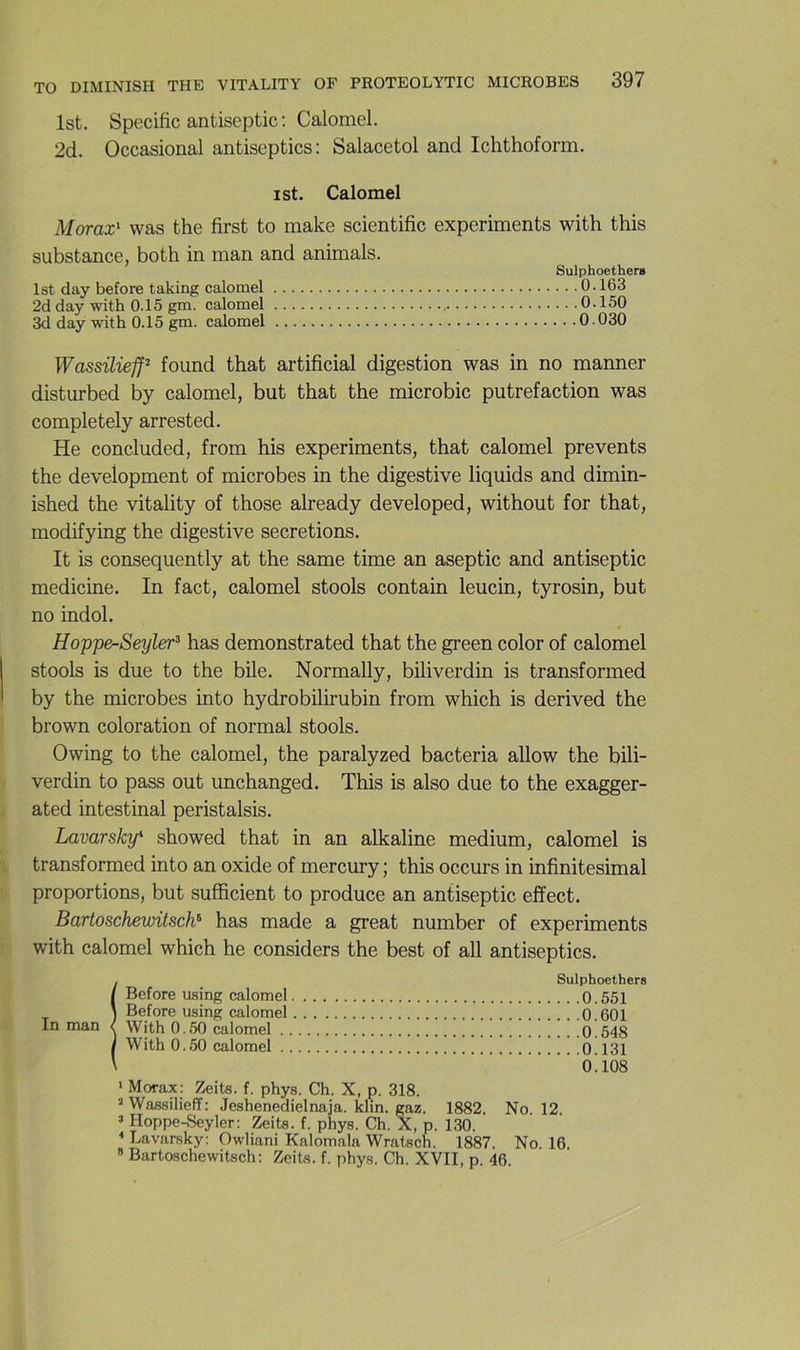 TO DIMINISH THE VITALITY OF PROTEOLYTIC MICROBES 397
1st. Specific antiseptic: Calomel.
2d. Occasional antiseptics: Salacetol and Ichthoform.
1st. Calomel
Morax¹ was the first to make scientific experiments with this
substance, both in man and animals.
Sulphoethers
1st day before taking calomel ........ 0.163
2d day with 0.15 gm. calomel ........ 0.150
3d day with 0.15 gm. calomel ........ 0.030
Wassilieff² found that artificial digestion was in no manner
disturbed by calomel, but that the microbic putrefaction was
completely arrested.
He concluded, from his experiments, that calomel prevents
the development of microbes in the digestive liquids and dimin-
ished the vitality of those already developed, without for that,
modifying the digestive secretions.
It is consequently at the same time an aseptic and antiseptic
medicine. In fact, calomel stools contain leucin, tyrosin, but
no indol.
Hoppe-Seyler³ has demonstrated that the green color of calomel
stools is due to the bile. Normally, biliverdin is transformed
by the microbes into hydrobilirubin from which is derived the
brown coloration of normal stools.
Owing to the calomel, the paralyzed bacteria allow the bili-
verdin to pass out unchanged. This is also due to the exagger-
ated intestinal peristalsis.
Lavarsky⁴ showed that in an alkaline medium, calomel is
transformed into an oxide of mercury; this occurs in infinitesimal
proportions, but sufficient to produce an antiseptic effect.
Bartoschewitsch⁵ has made a great number of experiments
with calomel which he considers the best of all antiseptics.
Sulphoethers
Before using calomel ........ 0.551
Before using calomel ........ 0.601
In man With 0.50 calomel ........ 0.548
With 0.50 calomel ........ 0.131
0.108
¹ Morax: Zeits. f. phys. Ch. X, p. 318.
² Wassilieff: Jeshenedielnaja. klin. gaz. 1882. No. 12.
³ Hoppe-Seyler: Zeits. f. phys. Ch. X, p. 130.
⁴ Lavarsky: Owliani Kalomala Wratsch. 1887. No. 16.
⁵ Bartoschewitsch: Zeits. f. phys. Ch. XVII, p. 46.